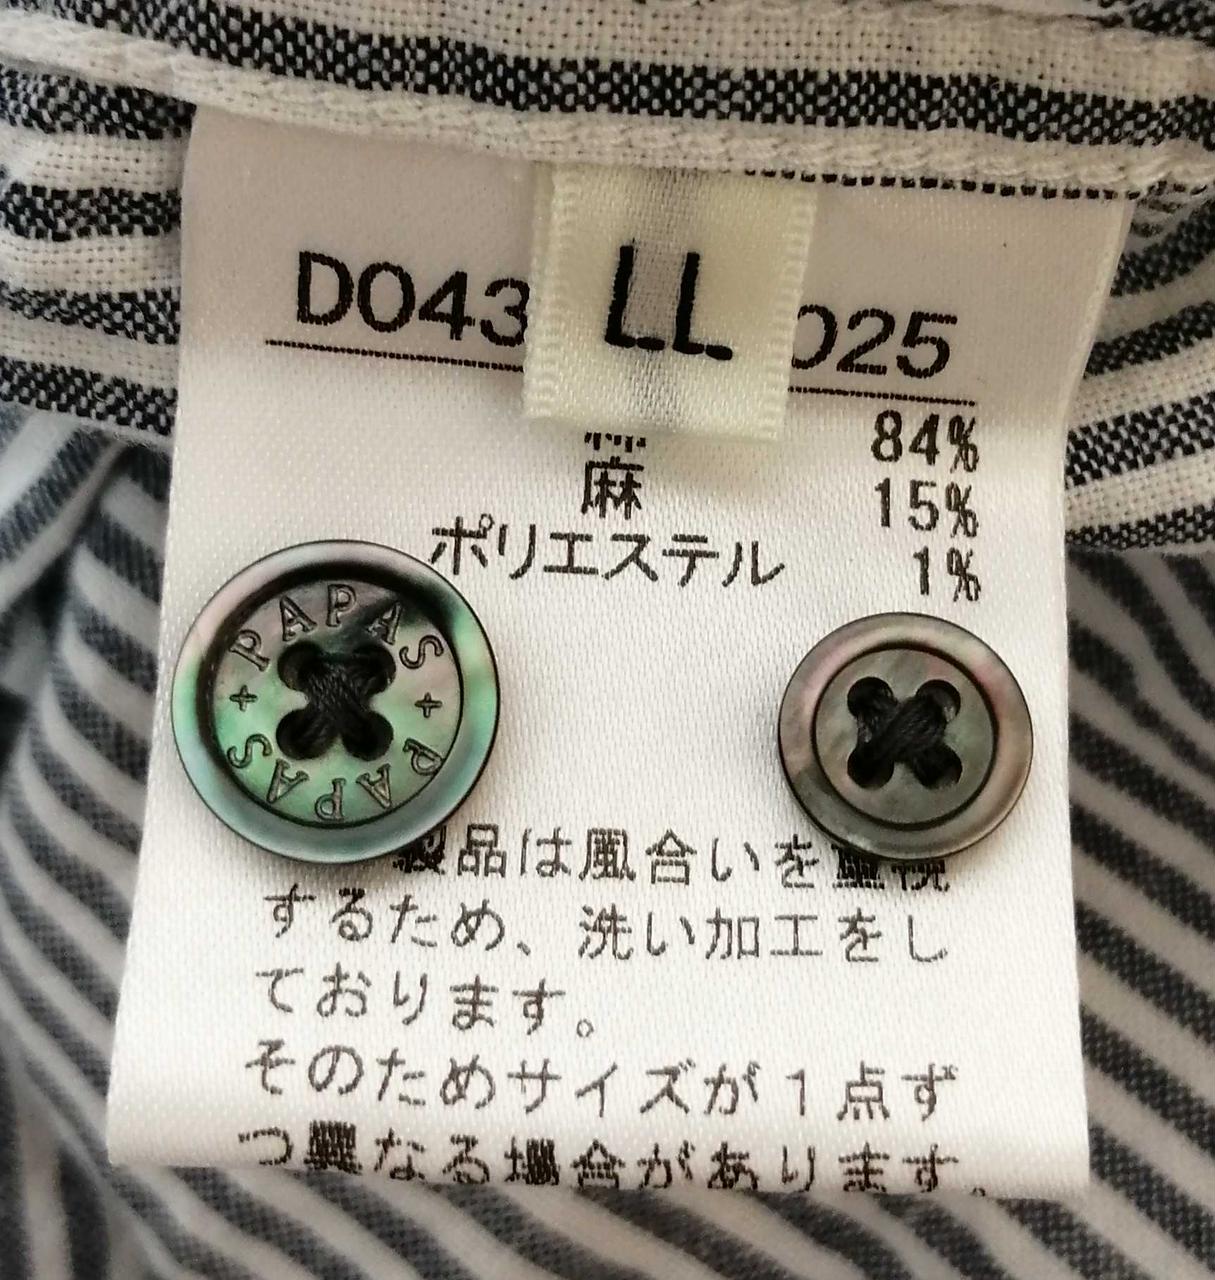 LL
D043
025
84%
麻 15%
ポリエステル 1%
PAPAS + PAPAS +
製品は風合いを重視
するため、洗い加工をし
ております。
そのためサイズが1点ず
つ異なる場合があります。